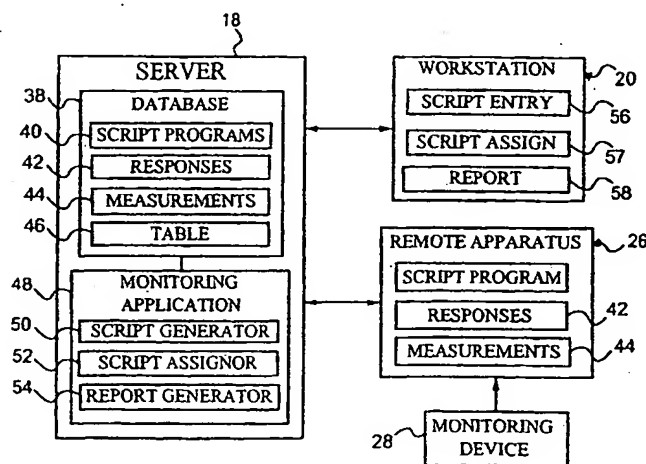 18
SERVER
38
DATABASE
40
SCRIPT PROGRAMS
42
RESPONSES
44
MEASUREMENTS
46
TABLE
48
MONITORING
APPLICATION
50
SCRIPT GENERATOR
52
SCRIPT ASSIGNOR
54
REPORT GENERATOR
WORKSTATION
20
SCRIPT ENTRY
56
SCRIPT ASSIGN
57
REPORT
58
REMOTE APPARATUS
26
SCRIPT PROGRAM
RESPONSES
42
MEASUREMENTS
44
28
MONITORING
DEVICE